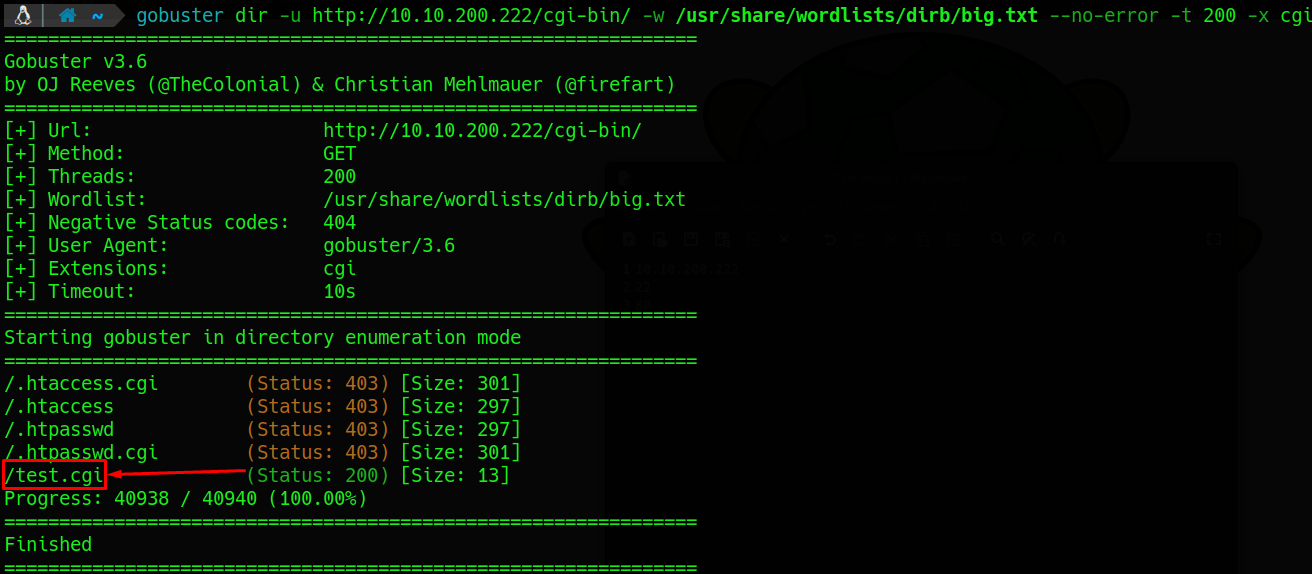 ~ gobuster dir -u http://10.10.200.222/cgi-bin/ -w /usr/share/wordlists/dirb/big.txt --no-error -t 200 -x cgi
===============================================================
Gobuster v3.6
by OJ Reeves (@TheColonial) & Christian Mehlmauer (@firefart)
===============================================================
[+] Url:                     http://10.10.200.222/cgi-bin/
[+] Method:                  GET
[+] Threads:                 200
[+] Wordlist:                /usr/share/wordlists/dirb/big.txt
[+] Negative Status codes:   404
[+] User Agent:              gobuster/3.6
[+] Extensions:              cgi
[+] Timeout:                 10s
===============================================================
Starting gobuster in directory enumeration mode
===============================================================
/.htaccess.cgi        (Status: 403) [Size: 301]
/.htaccess            (Status: 403) [Size: 297]
/.htpasswd            (Status: 403) [Size: 297]
/.htpasswd.cgi        (Status: 403) [Size: 301]
/test.cgi             (Status: 200) [Size: 13]
Progress: 40938 / 40940 (100.00%)
===============================================================
Finished
===============================================================